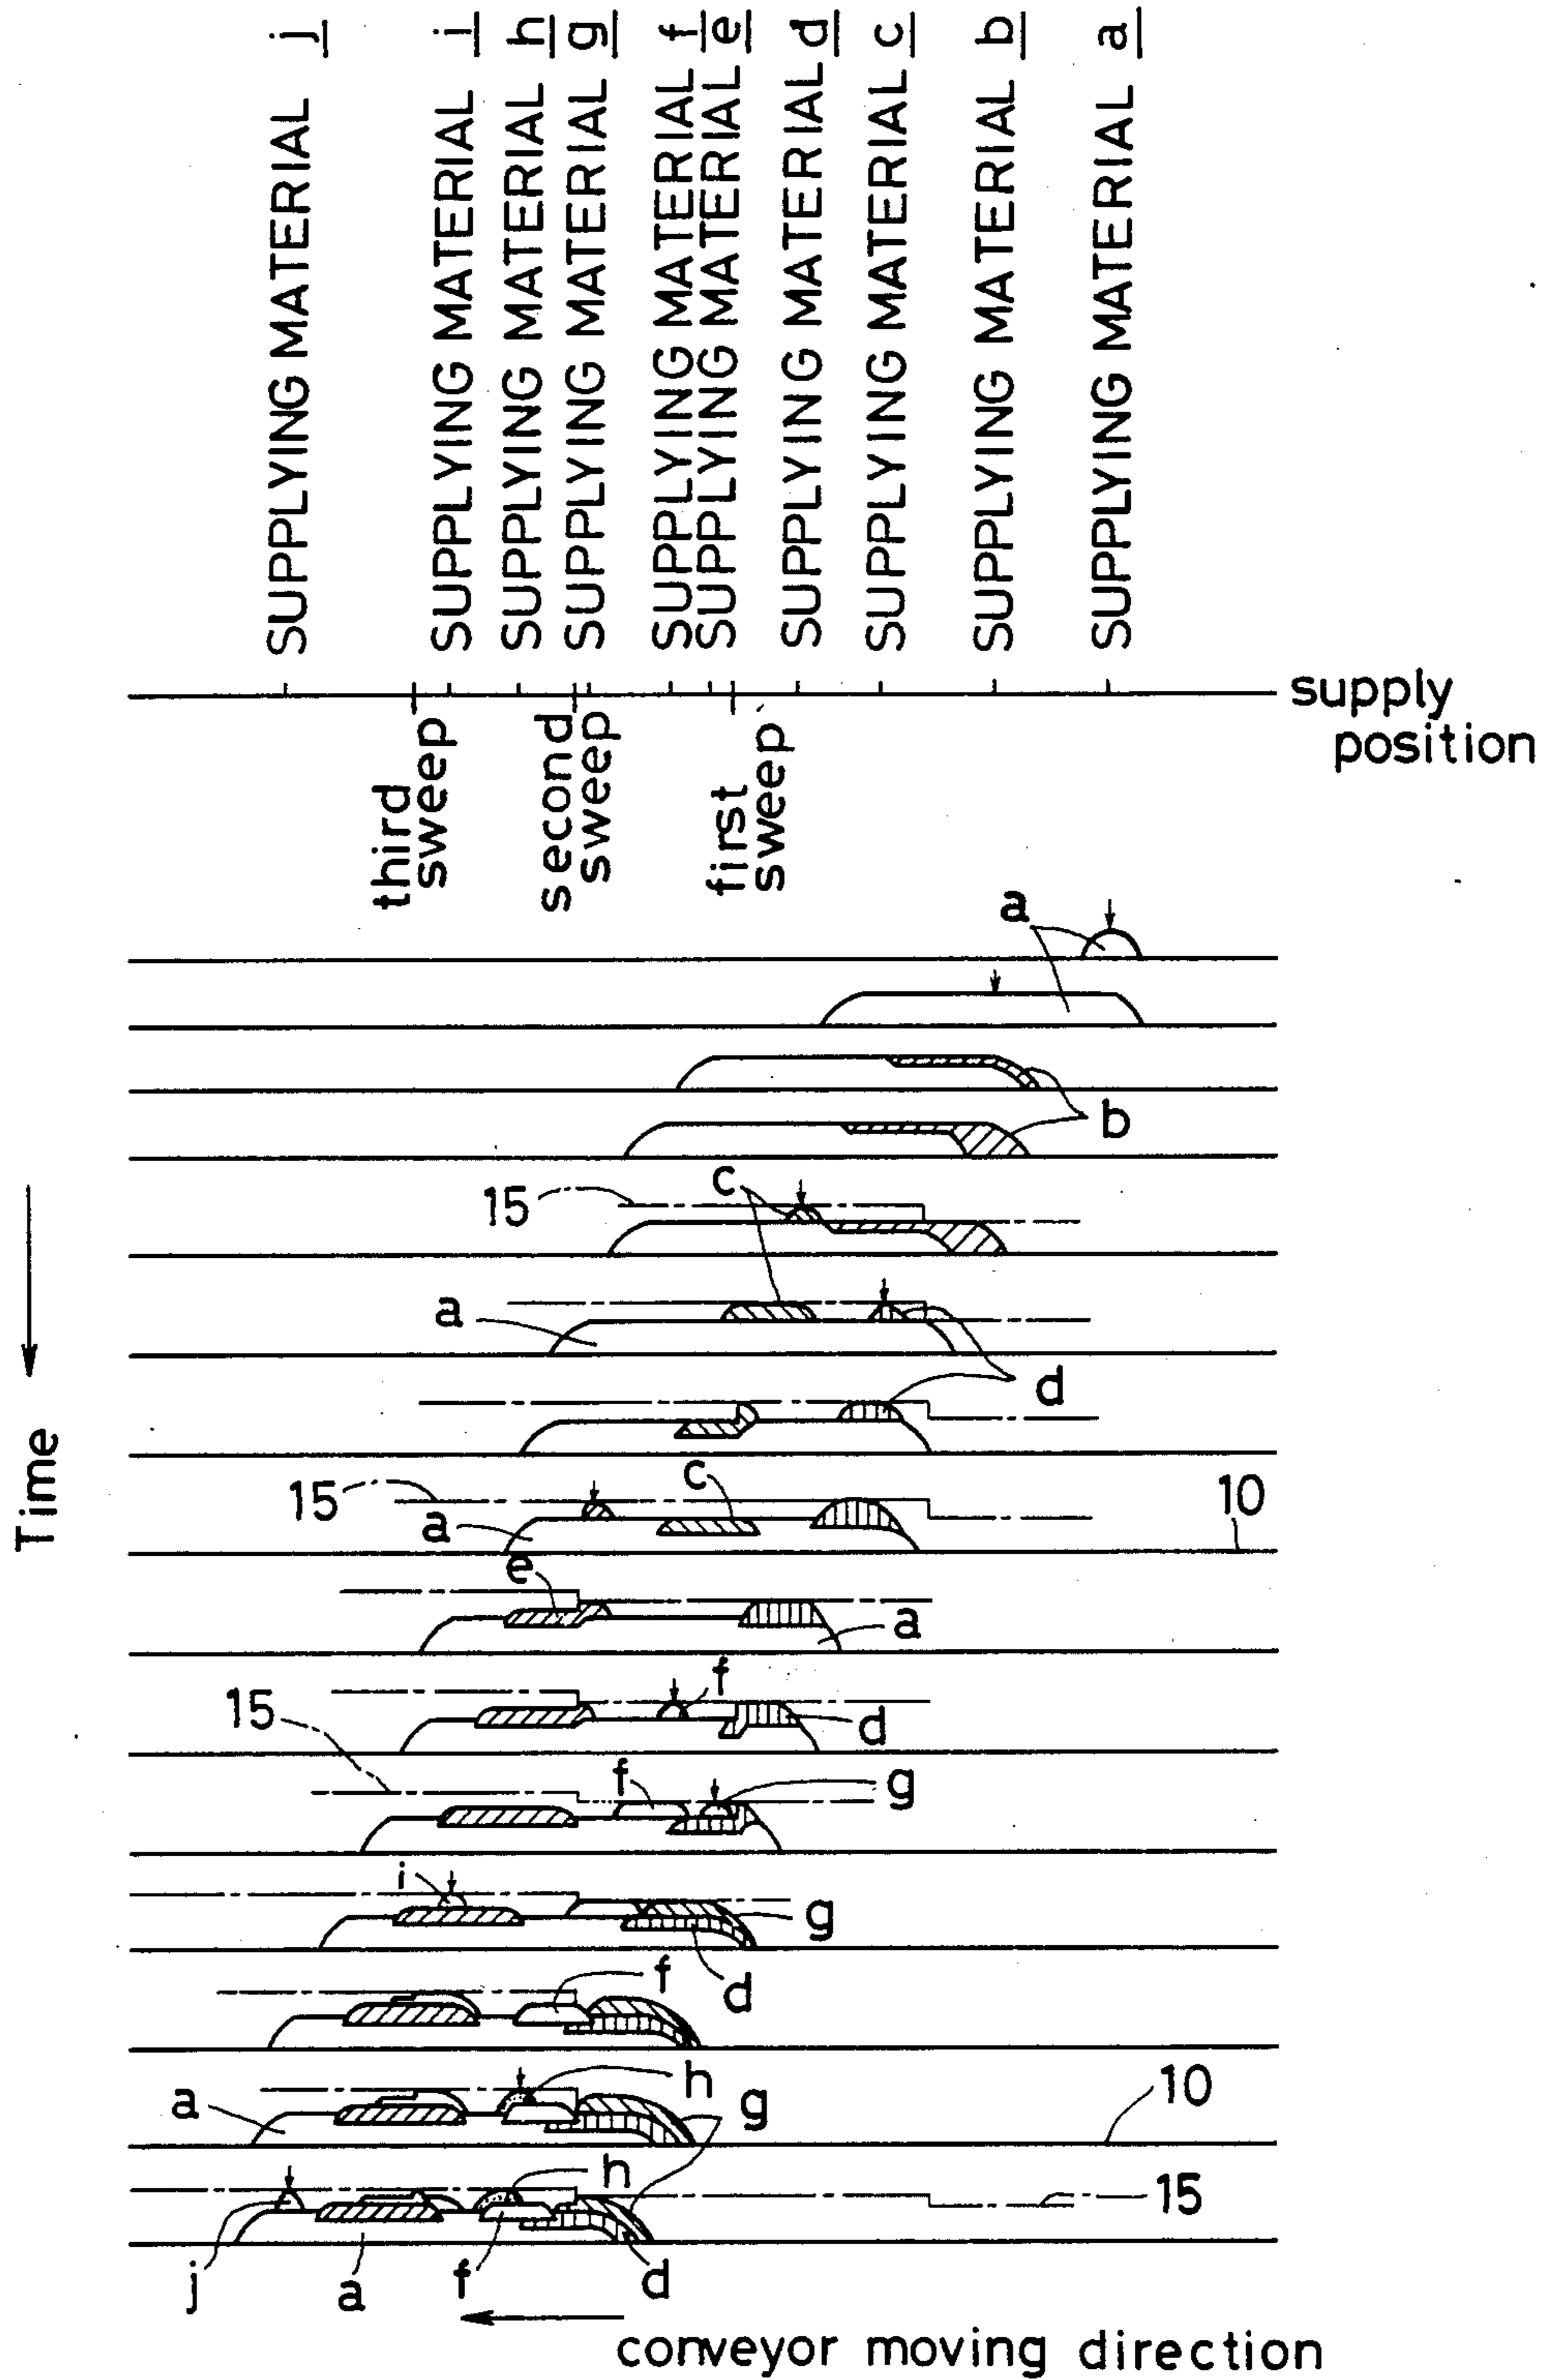 SUPPLYING MATERIAL j
SUPPLYING MATERIAL i
SUPPLYING MATERIAL h
SUPPLYING MATERIAL g
SUPPLYING MATERIAL f
SUPPLYING MATERIAL e
SUPPLYING MATERIAL d
SUPPLYING MATERIAL c
SUPPLYING MATERIAL b
SUPPLYING MATERIAL a
supply
position
third
sweep
second
sweep
first
sweep
a
b
c
15
a
d
Time
c
15
a
10
e
a
f
15
d
f
g
i
g
d
f
h
a
g
10
h
15
j
a
f
d
conveyor moving direction